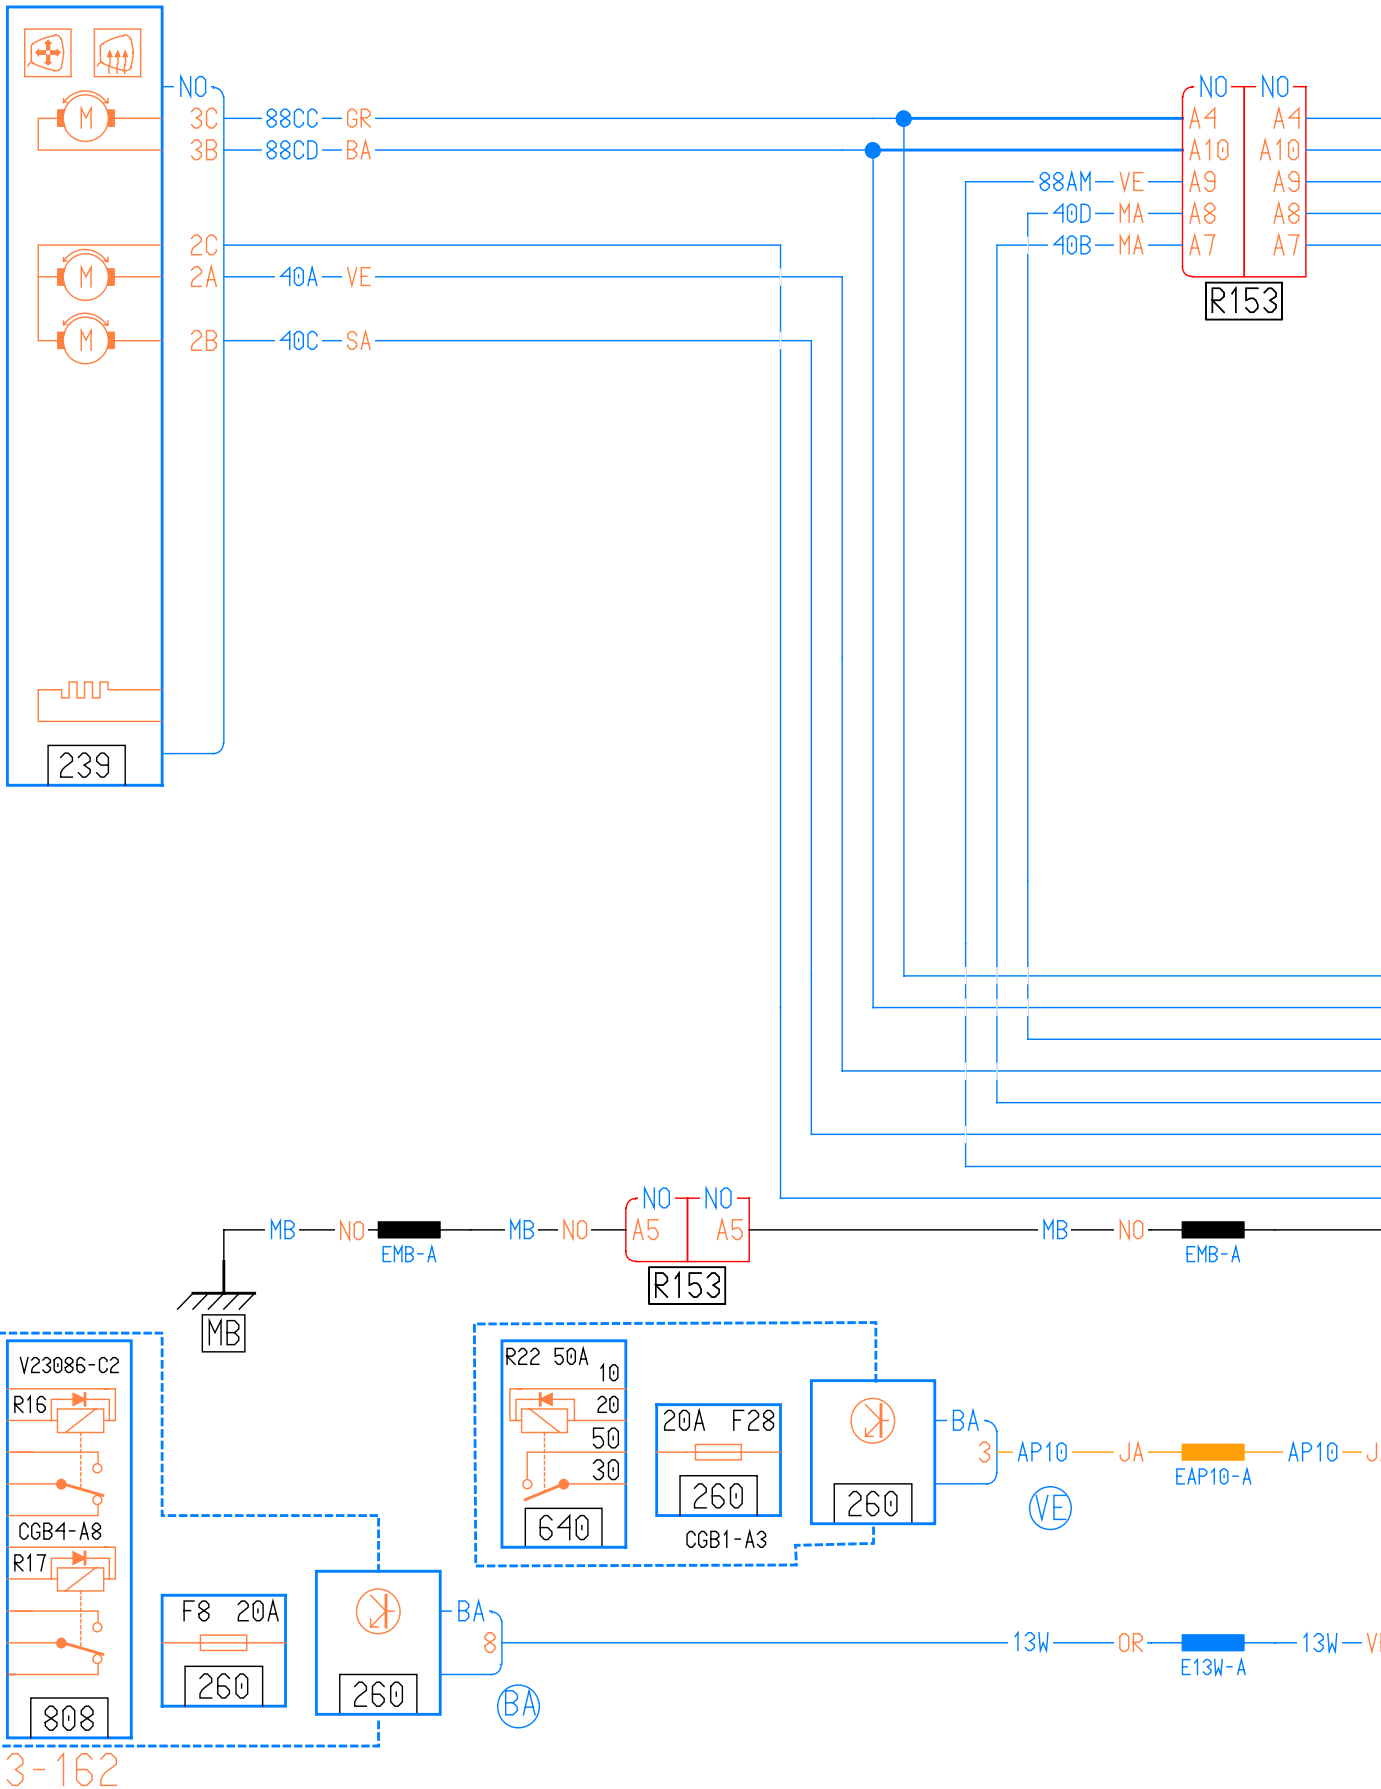 NO
NO NO
3C 88CC GR A4 A4
3B 88CD BA A10 A10
88AM VE A9 A9
40D MA A8 A8
2C 40B MA A7 A7
2A 40A VE
R153
2B 40C SA
M
M
M
239
NO NO
MB NO MB NO A5 A5 MB NO
EMB-A EMB-A
R153
MB
V23086-C2
R16
CGB4-A8
R17
808
R22 50A
10
20
50
30
640
20A F28
260
CGB1-A3
260
BA
3 AP10 JA AP10
EAP10-A
VE
F8 20A
260
260
BA
8 13W OR 13W
E13W-A
BA
3-162